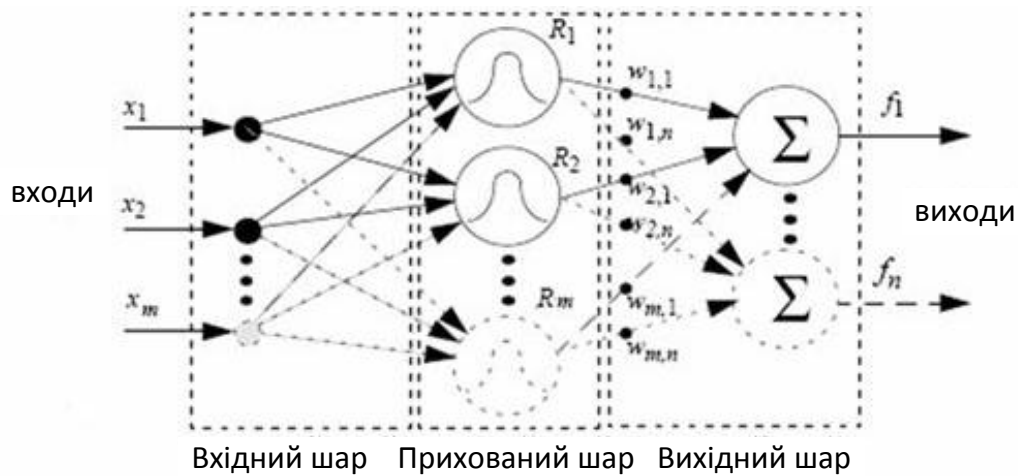 R1
w1,1
x1
f1
w1,n
R2
Σ
входи
x2
w2,1
виходи
w2,n
xm
Rm
Σ
fn
wm,1
wm,n
Вхідний шар Прихований шар Вихідний шар